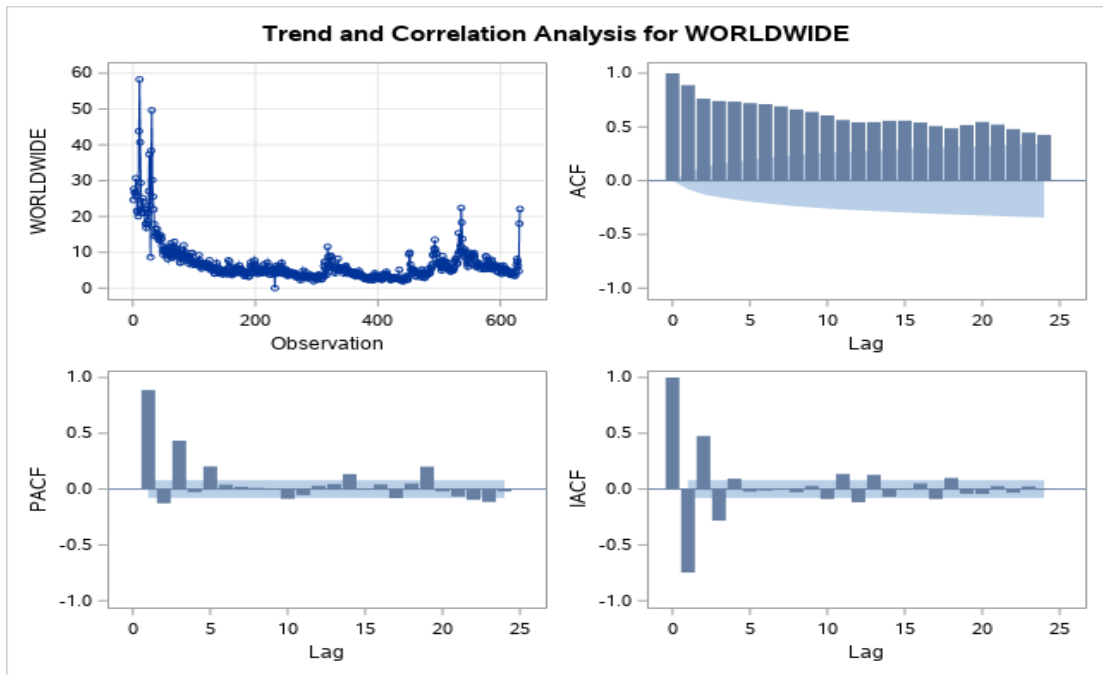 Trend and Correlation Analysis for WORLDWIDE
WORLDWIDE
60
50
40
30
20
10
0
0 200 400 600
Observation
ACF
1.0
0.5
0.0
-0.5
-1.0
0 5 10 15 20 25
Lag
PACF
1.0
0.5
0.0
-0.5
-1.0
0 5 10 15 20 25
Lag
IACF
1.0
0.5
0.0
-0.5
-1.0
0 5 10 15 20 25
Lag